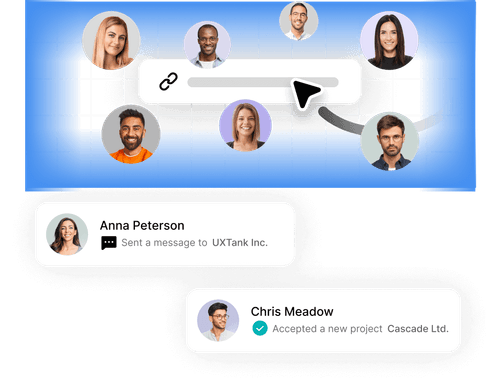 Anna Peterson
Sent a message to UXTank Inc.
Chris Meadow
Accepted a new project Cascade Ltd.